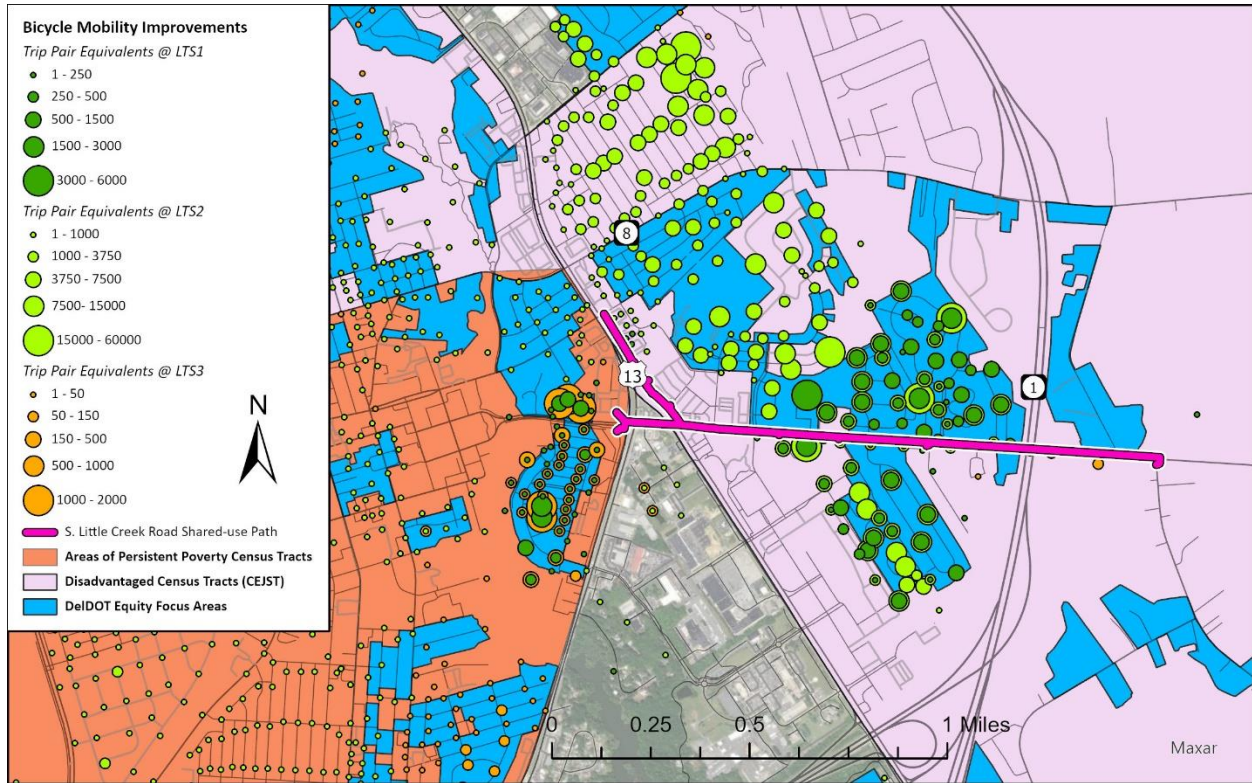 Bicycle Mobility Improvements
Trip Pair Equivalents @ LTS1
1 - 250
250 - 500
500 - 1500
1500 - 3000
3000 - 6000
Trip Pair Equivalents @ LTS2
1 - 1000
1000 - 3750
3750 - 7500
7500 - 15000
15000 - 60000
Trip Pair Equivalents @ LTS3
1 - 50
50 - 150
150 - 500
500 - 1000
1000 - 2000
S. Little Creek Road Shared-use Path
Areas of Persistent Poverty Census Tracts
Disadvantaged Census Tracts (CEJST)
DelDOT Equity Focus Areas
N
8
13
1
0 0.25 0.5 1 Miles
Maxar